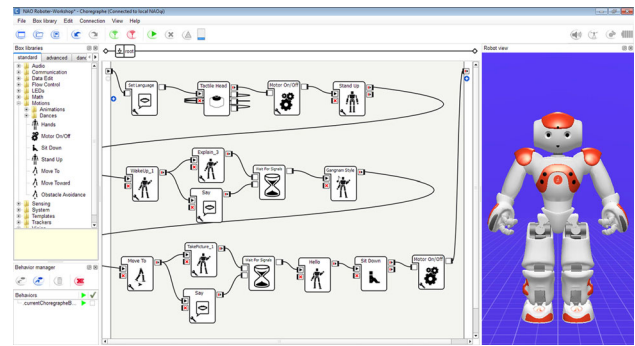 NAO Roboter-Workshop* - Choregraphe (Connected to local NAOqi)
File Box library Edit Connection View Help
Box libraries
standard advanced danc
Audio
Communication
Data Edit
Flow Control
LEDs
Math
Motions
Animations
Dances
Hands
Motor On/Off
Sit Down
Stand Up
Move To
Move Toward
Obstacle Avoidance
Sensing
System
Templates
Trackers
Behavior manager
Behaviors
.currentChoregrapheB...
root
Set Language Tactile Head Motor On/Off Stand Up
WakeUp_1 Explain_3 Wait For Signals Gangnam Style
Say
Move To TakePicture_1 Wait For Signals Hello Sit Down Motor On/Off
Say
Robot view